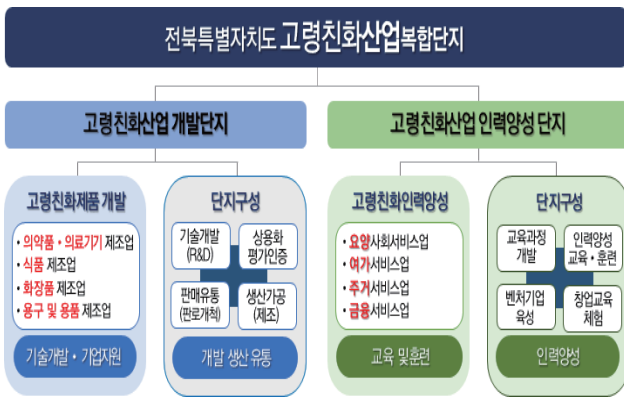 전북특별자치도 고령친화산업복합단지
고령친화산업 개발단지
고령친화산업 인력양성 단지
고령친화제품 개발
• 의약품・의료기기 제조업
• 식품 제조업
• 화장품 제조업
• 용구 및 용품 제조업
기술개발・기업지원
단지구성
기술개발
(R&D)
상용화
평가인증
판매유통
(판로개척)
생산가공
(제조)
개발 생산 유통
고령친화인력양성
• 요양사회서비스업
• 여가서비스업
• 주거서비스업
• 금융서비스업
교육 및훈련
단지구성
교육과정
개발
인력양성
교육・훈련
벤처기업
육성
창업교육
체험
인력양성